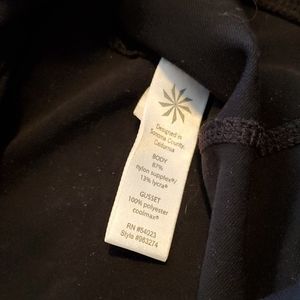 Designed in
Sonoma County,
California
BODY
87%
nylon supplex®/
13% lycra®
GUSSET
100% polyester
coolmax®
RN #54023
Style #983274